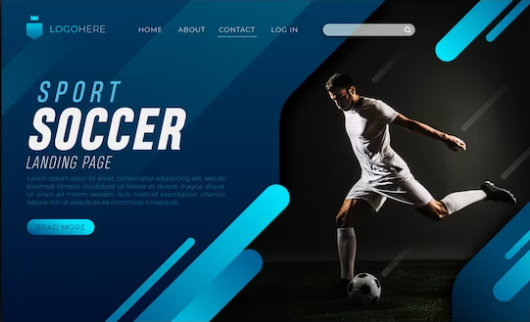 LOGOHERE
HOME ABOUT CONTACT LOG IN
SPORT
SOCCER
LANDING PAGE
Lorem ipsum dolor sit amet, consectetur adipiscing elit, sed do
eiusmod tempor incididunt ut labore et dolore magna aliqua. Ut
enim ad minim veniam, quis nostrud exercitation ullamco laboris
nisi ut aliquip ex ea commodo consequat.
READ MORE